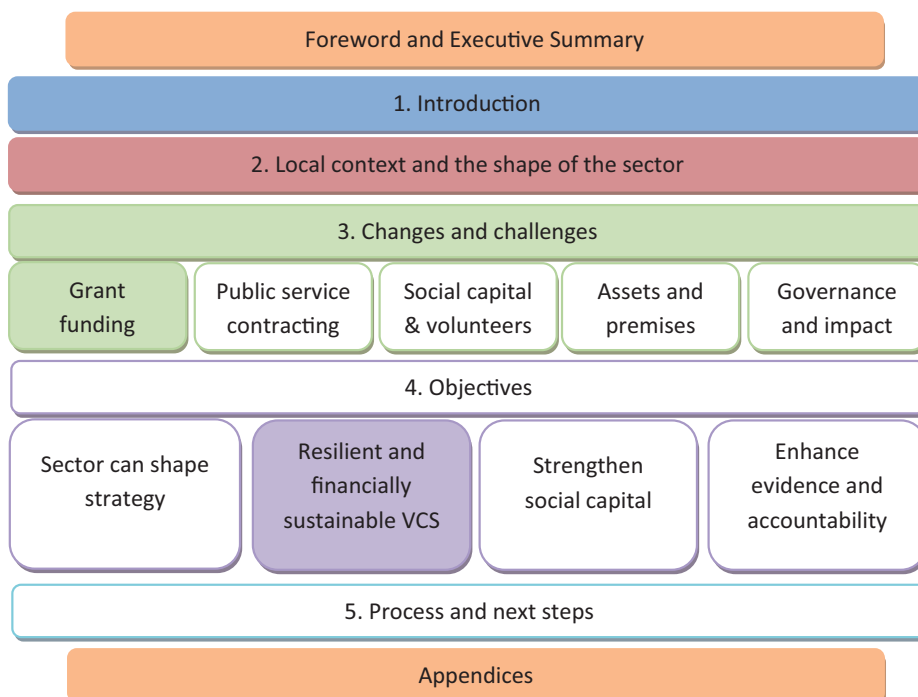 Foreword and Executive Summary
1. Introduction
2. Local context and the shape of the sector
3. Changes and challenges
Grant
funding
Public service
contracting
Social capital
& volunteers
Assets and
premises
Governance
and impact
4. Objectives
Sector can shape
strategy
Resilient and
financially
sustainable VCS
Strengthen
social capital
Enhance
evidence and
accountability
5. Process and next steps
Appendices